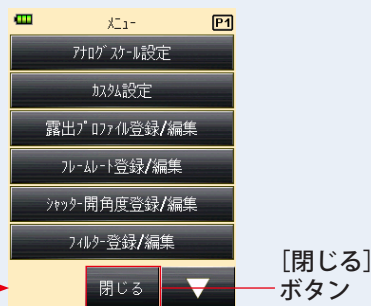 ﾒﾆｭｰ
P1
ｱﾅﾛｸﾞｽｹｰﾙ設定
ｶｽﾀﾑ設定
露出ﾌﾟﾛﾌｧｲﾙ登録/編集
ﾌﾚｰﾑﾚｰﾄ登録/編集
ｼｬｯﾀｰ開角度登録/編集
ﾌｨﾙﾀｰ登録/編集
閉じる
[閉じる]
ボタン